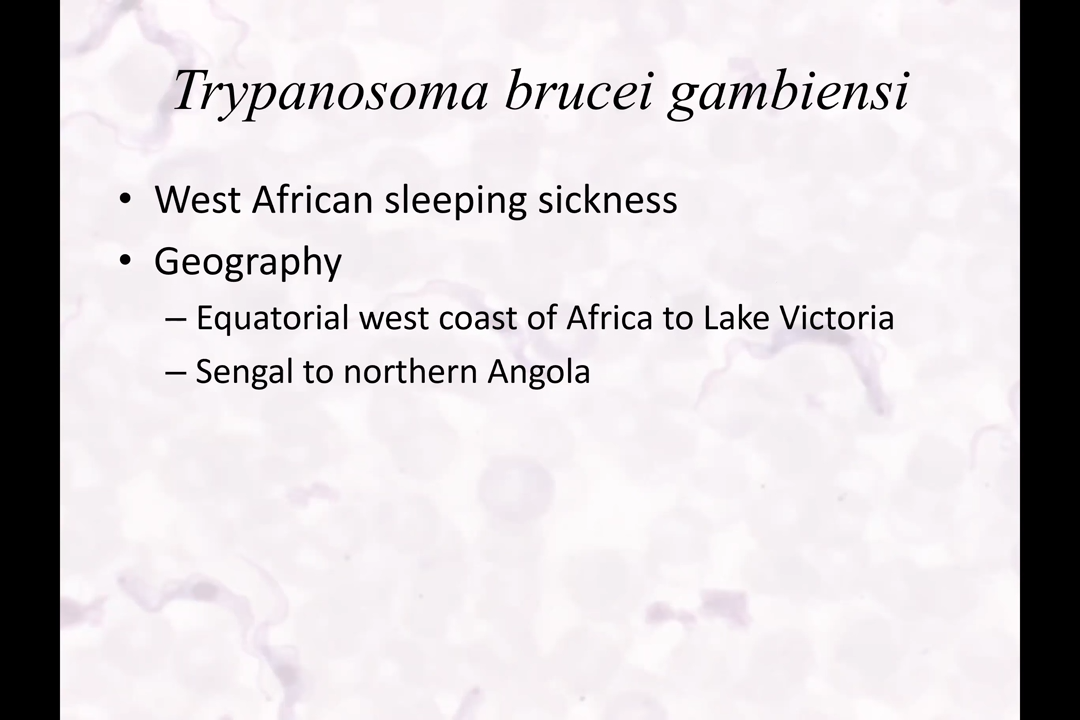 Trypanosoma brucei gambiensi
• West African sleeping sickness
• Geography
– Equatorial west coast of Africa to Lake Victoria
– Sengal to northern Angola